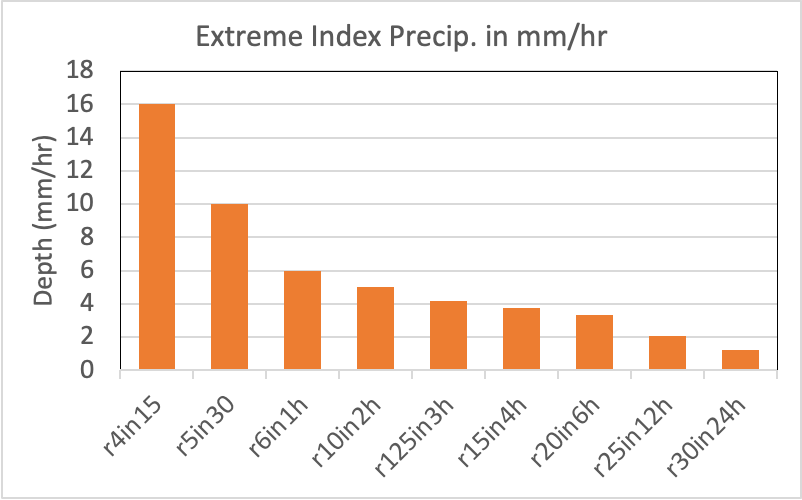 Extreme Index Precip. in mm/hr
Depth (mm/hr)
18
16
14
12
10
8
6
4
2
0
r4in15
r5in30
r6in1h
r10in2h
r125in3h
r15in4h
r20in6h
r25in12h
r30in24h